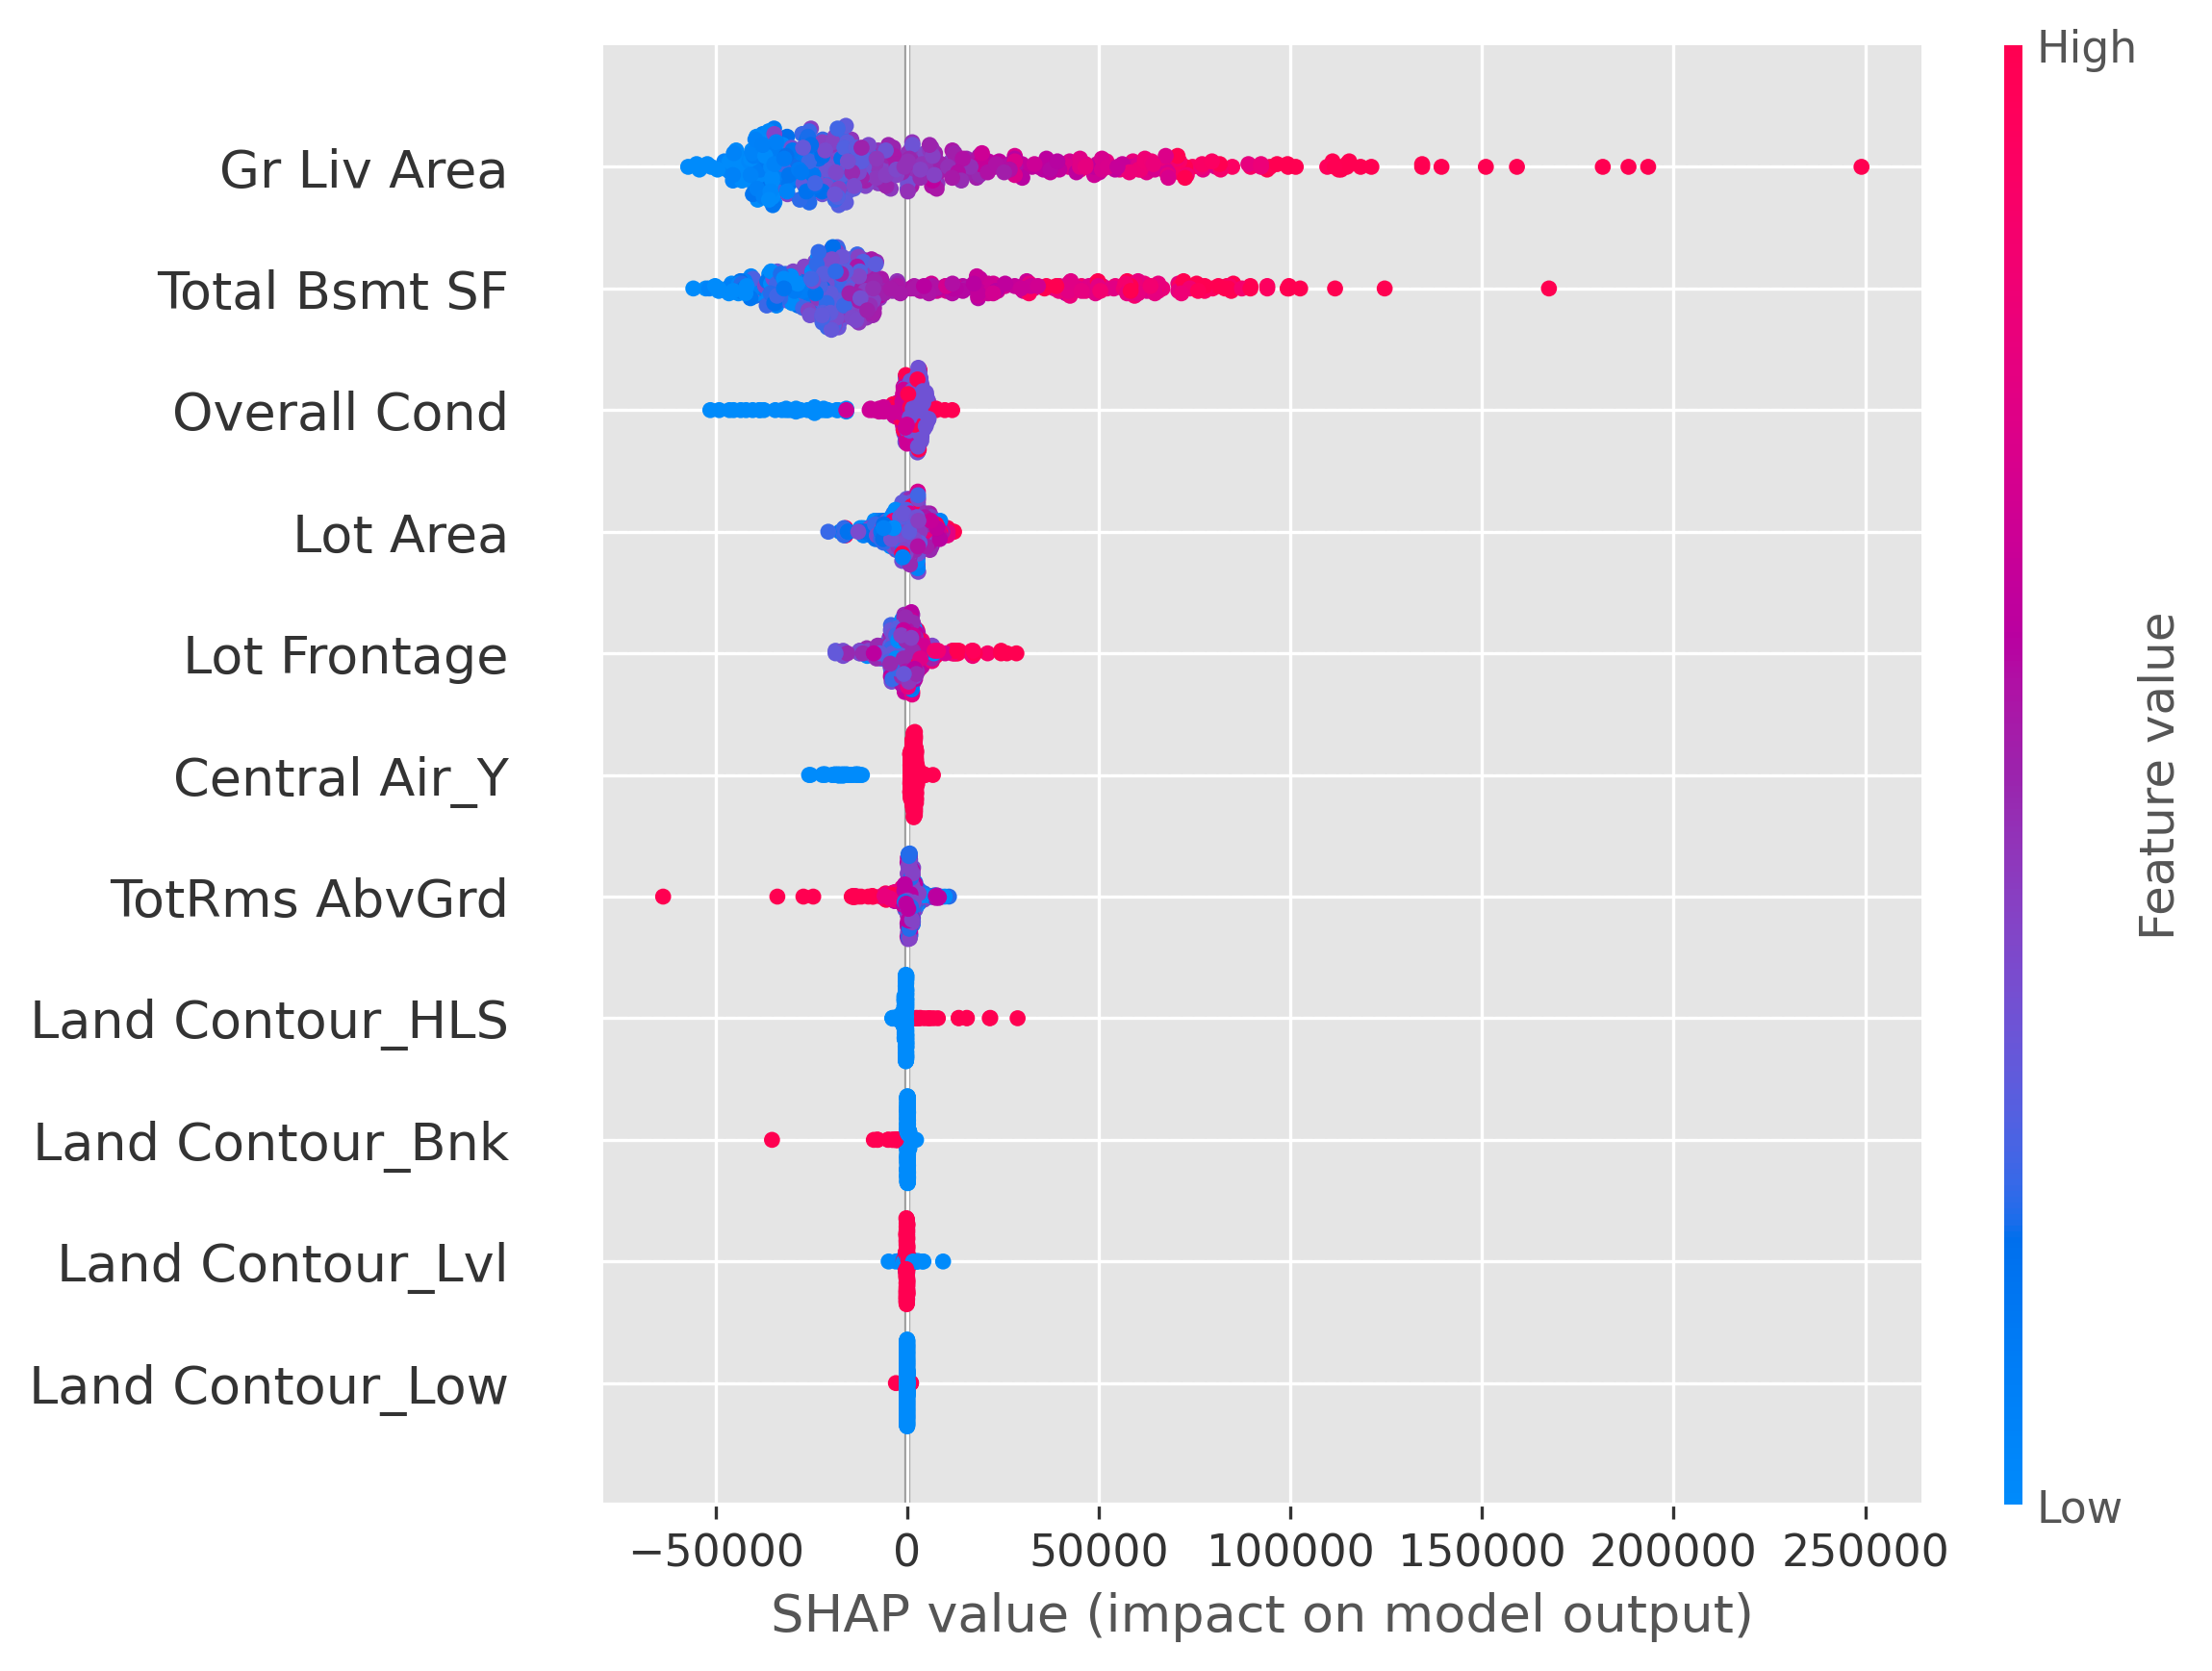 High
Gr Liv Area
Total Bsmt SF
Overall Cond
Lot Area
Lot Frontage
Central Air_Y
TotRms AbvGrd
Land Contour_HLS
Land Contour_Bnk
Land Contour_Lvl
Land Contour_Low
Feature value
Low
−50000 0 50000 100000 150000 200000 250000
SHAP value (impact on model output)